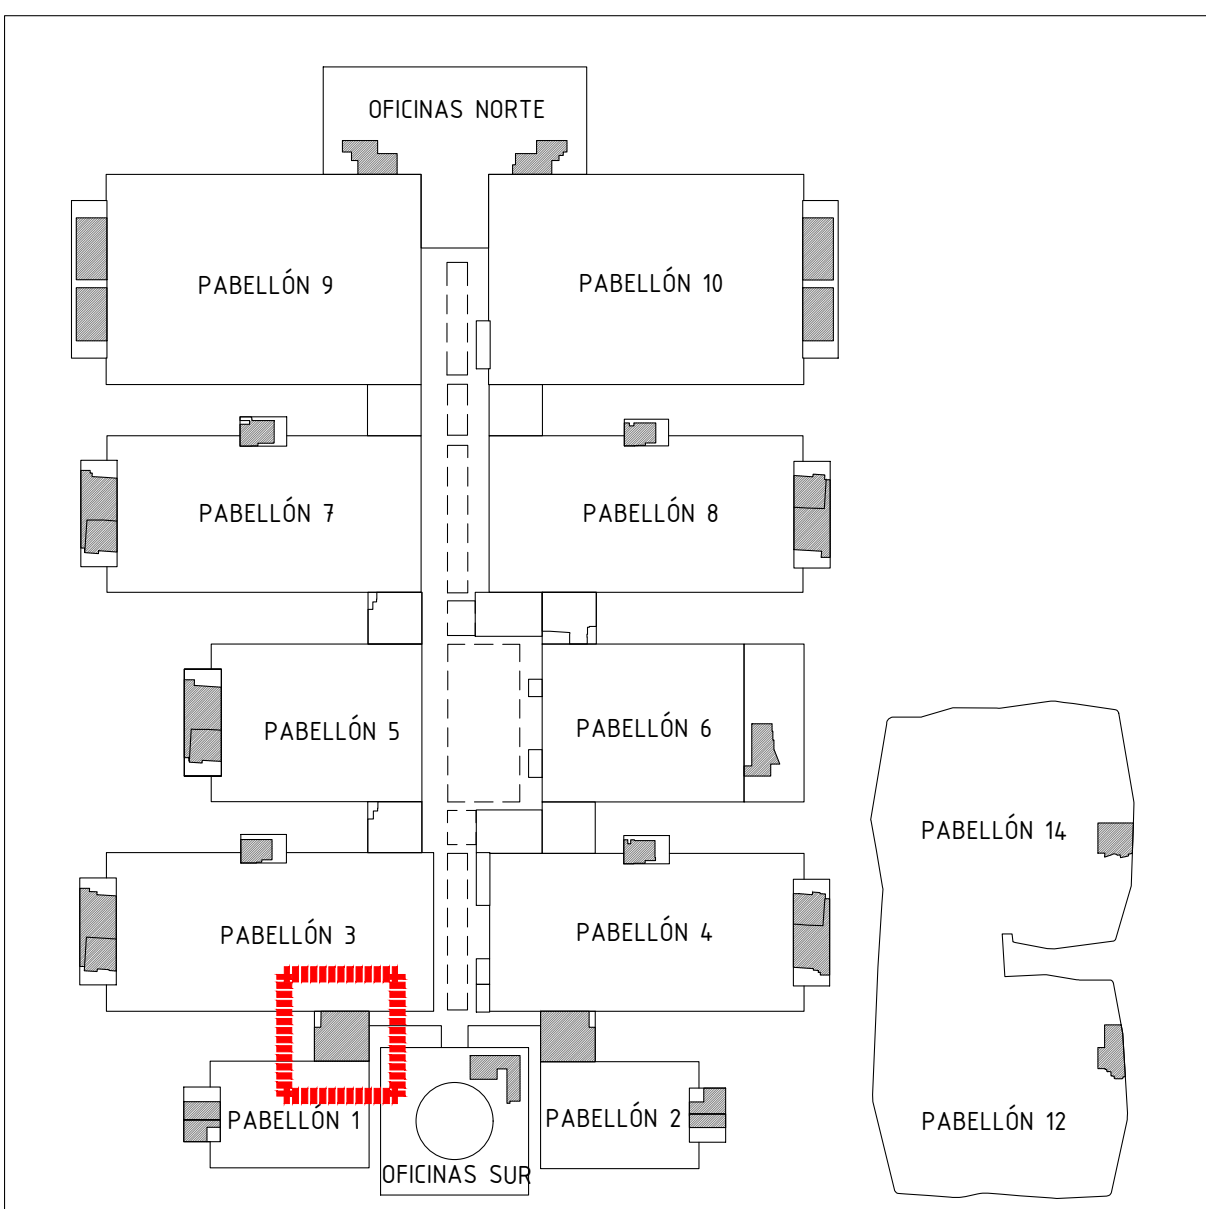 OFICINAS NORTE
PABELLÓN 9
PABELLÓN 10
PABELLÓN 7
PABELLÓN 8
PABELLÓN 5
PABELLÓN 6
PABELLÓN 14
PABELLÓN 3
PABELLÓN 4
PABELLÓN 1
PABELLÓN 2
PABELLÓN 12
OFICINAS SUR